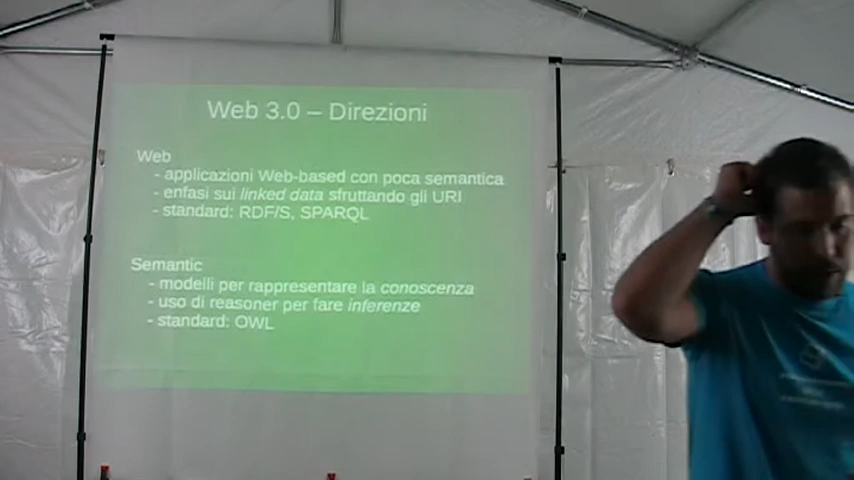 Web 3.0 – Direzioni
Web
- applicazioni Web-based con poca semantica
- enfasi sui linked data sfruttando gli URI
- standard: RDF/S, SPARQL
Semantic
- modelli per rappresentare la conoscenza
- uso di reasoner per fare inferenze
- standard: OWL